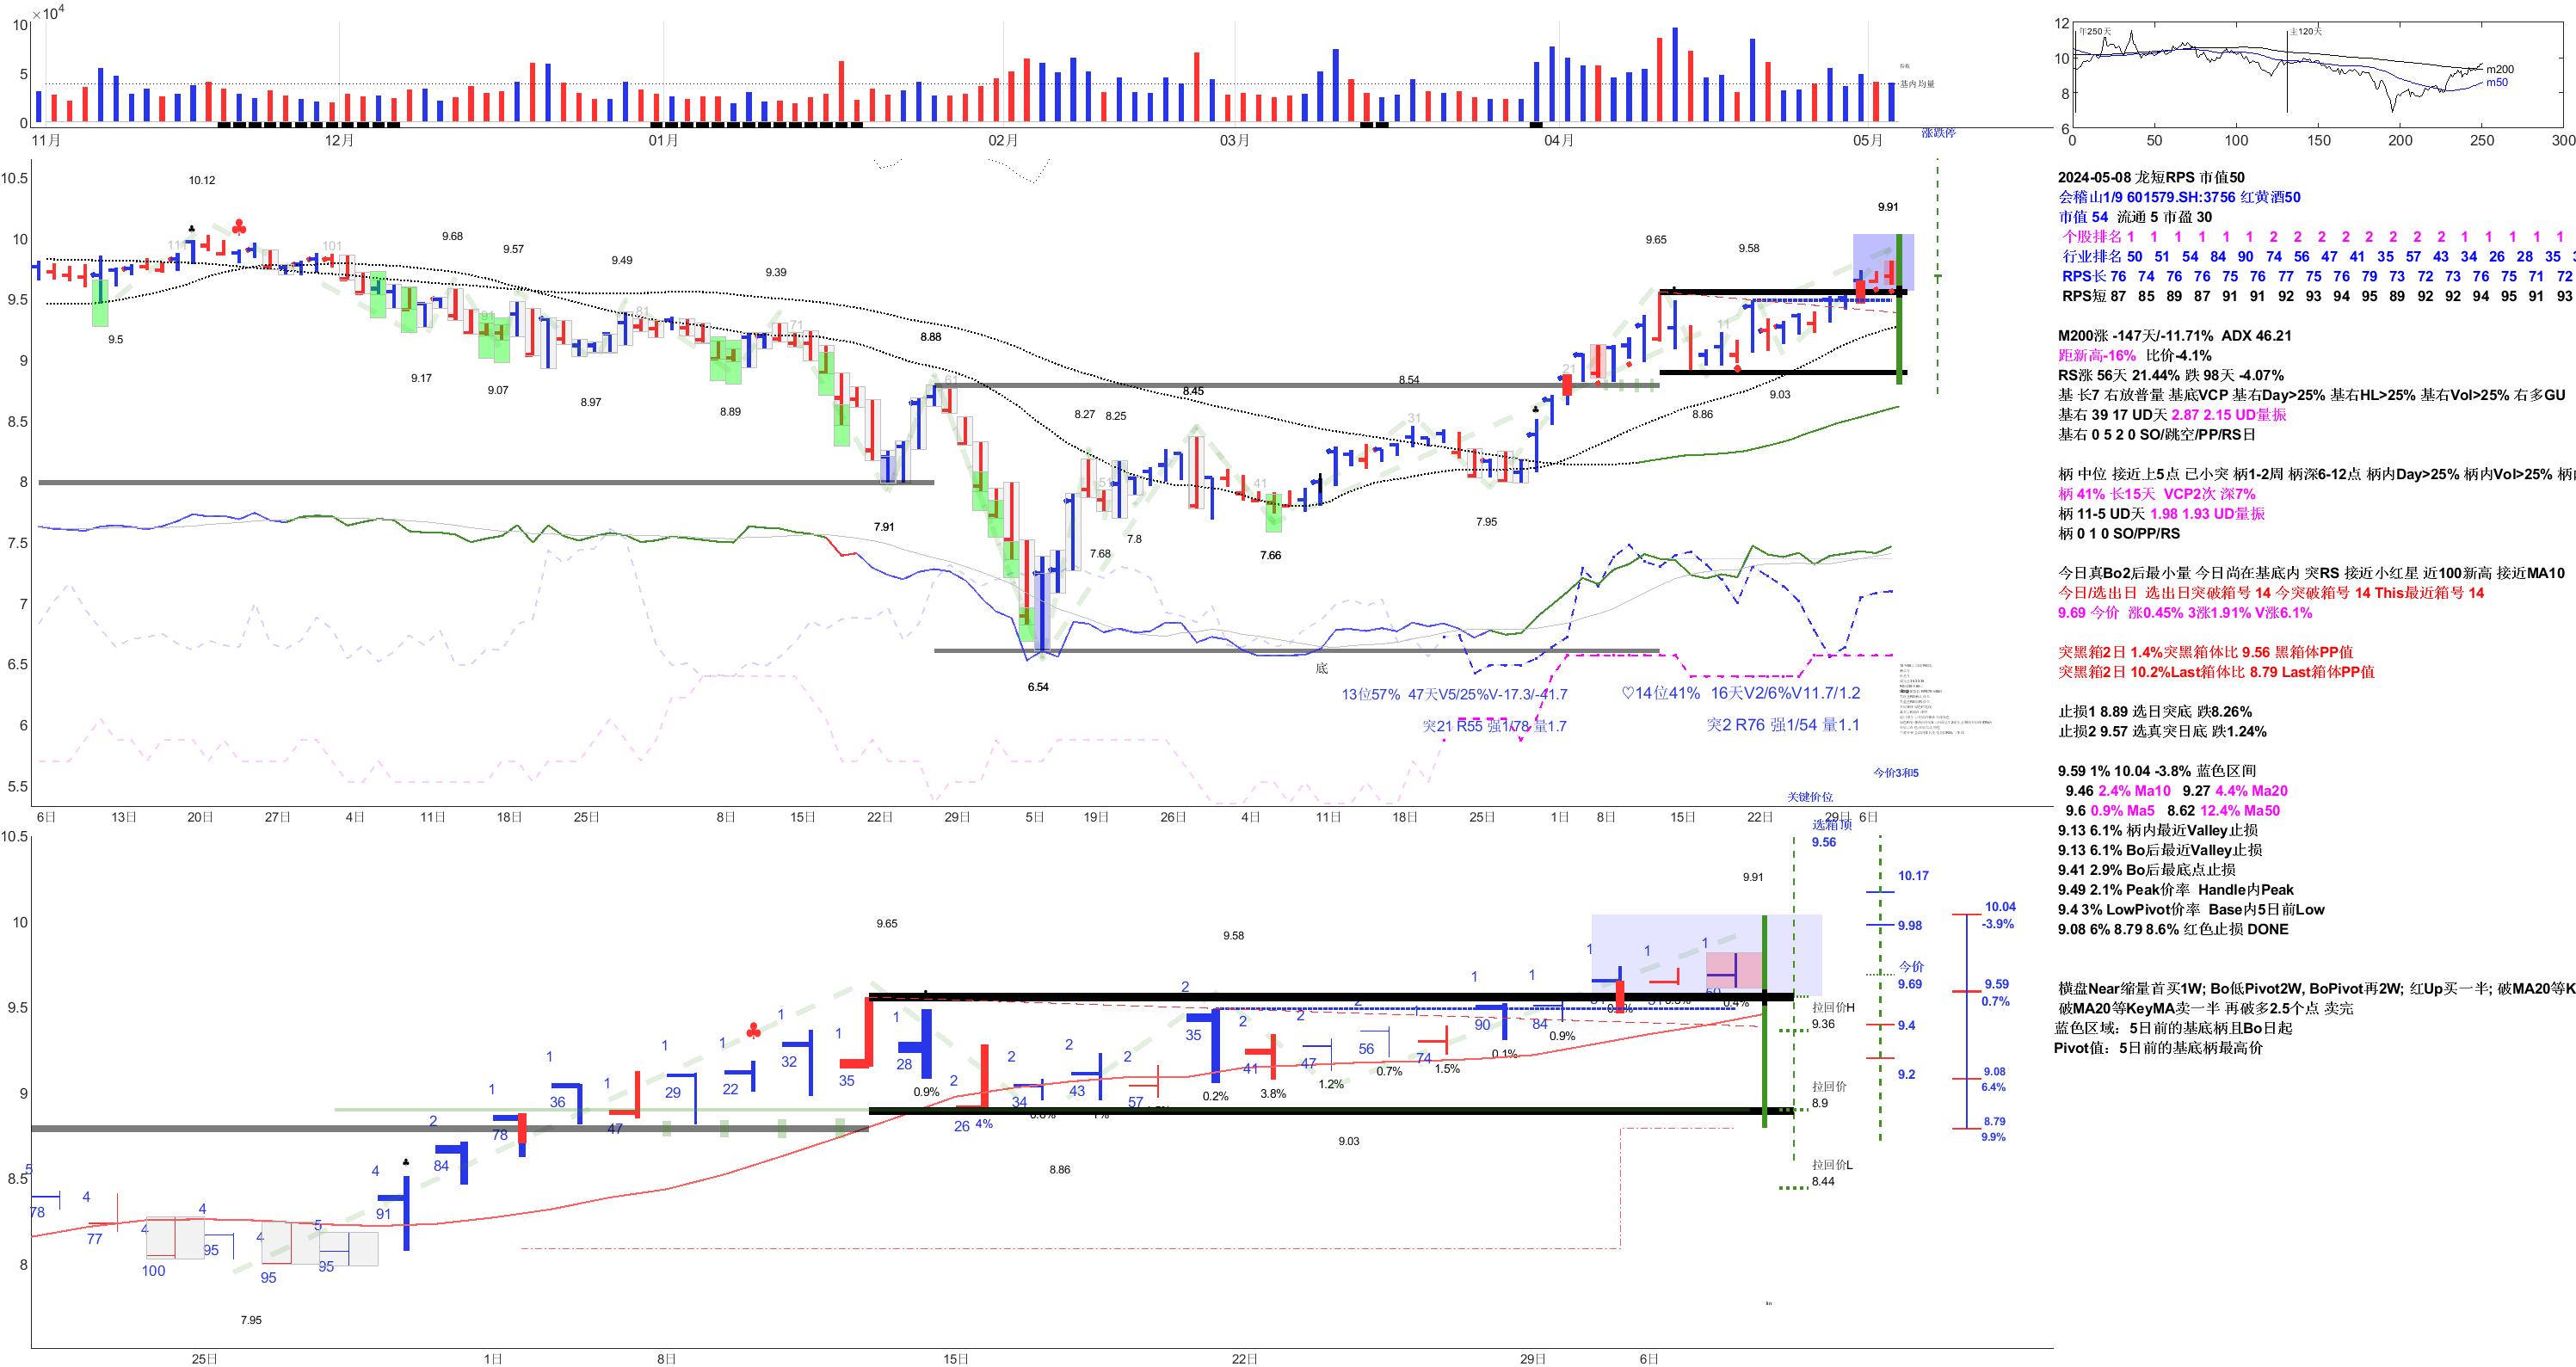 ×10^4
10
5
0
11月 12月 01月 02月 03月 04月 05月
基内 均量
涨跌停
12
10
8
6
年250天 主120天
m200
m50
0 50 100 150 200 250 300
10.5
10
9.5
9
8.5
8
7.5
7
6.5
6
5.5
10.12
9.5
111
101
9.68
9.57
9.49
9.39
9.17
9.07
8.97
8.89
81
71
91
8.88
7.91
61
6.54
8.27 8.25
7.68
7.8
51
8.45
41
7.66
底
8.54
31
7.95
21
9.65
9.58
11
8.86
9.03
9.91
13位57% 47天V5/25%V-17.3/-41.7
突21 R55 强1/78 量1.7
♡14位41% 16天V2/6%V11.7/1.2
突2 R76 强1/54 量1.1
今价3和5
关键价位
6日 13日 20日 27日 4日 11日 18日 25日 8日 15日 22日 29日 5日 19日 26日 4日 11日 18日 25日 1日 8日 15日 22日 29日 6日
10.5
10
9.5
9
8.5
8
选箱顶
9.56
9.65
9.58
9.91
9.03
8.86
7.95
5
78
4
77
4
100
4
95
4
95
5
95
4
91
2
84
1
78
1
36
1
47
1
29
1
22
1
32
1
35
1
28
0.9%
2
26
4%
2
34
2
43
1%
2
57
2
35
0.2%
2
41
3.8%
2
47
1.2%
2
56
0.7%
1
74
1.5%
1
90
0.1%
1
84
0.9%
1
1
1
0.4%
拉回价H
9.36
拉回价
8.9
拉回价L
8.44
10.17
9.98
今价
9.69
9.4
9.2
10.04
-3.9%
9.59
0.7%
9.08
6.4%
8.79
9.9%
25日 1日 8日 15日 22日 29日 6日
2024-05-08 龙短RPS 市值50
会稽山1/9 601579.SH:3756 红黄酒50
市值 54 流通 5 市盈 30
个股排名 1 1 1 1 1 2 2 2 2 2 2 2 1 1 1 1 1
行业排名 50 51 54 84 90 74 56 47 41 35 57 43 34 26 28 35
RPS长 76 74 76 76 75 76 77 75 76 79 73 72 73 76 75 71 72
RPS短 87 85 89 87 91 91 92 93 94 95 89 92 92 94 95 91 93
M200涨 -147天/-11.71% ADX 46.21
距新高-16% 比价-4.1%
RS涨 56天 21.44% 跌 98天 -4.07%
基 长7 右放普量 基底VCP 基右Day>25% 基右HL>25% 基右Vol>25% 右多GU
基右 39 17 UD天 2.87 2.15 UD量振
基右 0 5 2 0 SO/跳空/PP/RS日
柄 中位 接近上5点 已小突 柄1-2周 柄深6-12点 柄内Day>25% 柄内Vol>25%
柄 41% 长15天 VCP2次 深7%
柄 11-5 UD天 1.98 1.93 UD量振
柄 0 1 0 SO/PP/RS
今日真Bo2后最小量 今日尚在基底内 突RS 接近小红星 近100新高 接近MA10
今日/选出日 选出日突破箱号 14 今突破箱号 14 This最近箱号 14
9.69 今价 涨0.45% 3涨1.91% V涨6.1%
突黑箱2日 1.4%突黑箱体比 9.56 黑箱体PP值
突黑箱2日 10.2%Last箱体比 8.79 Last箱体PP值
止损1 8.89 选日突底 跌8.26%
止损2 9.57 选真突日底 跌1.24%
9.59 1% 10.04 -3.8% 蓝色区间
9.46 2.4% Ma10 9.27 4.4% Ma20
9.6 0.9% Ma5 8.62 12.4% Ma50
9.13 6.1% 柄内最近Valley止损
9.13 6.1% Bo后最近Valley止损
9.41 2.9% Bo后最底点止损
9.49 2.1% Peak价率 Handle内Peak
9.4 3% LowPivot价率 Base内5日前Low
9.08 6% 8.79 8.6% 红色止损 DONE
横盘Near缩量首买1W; Bo低Pivot2W, BoPivot再2W; 红Up买一半; 破MA20等K
破MA20等KeyMA卖一半 再破多2.5个点 卖完
蓝色区域: 5日前的基底柄且Bo日起
Pivot值: 5日前的基底柄最高价